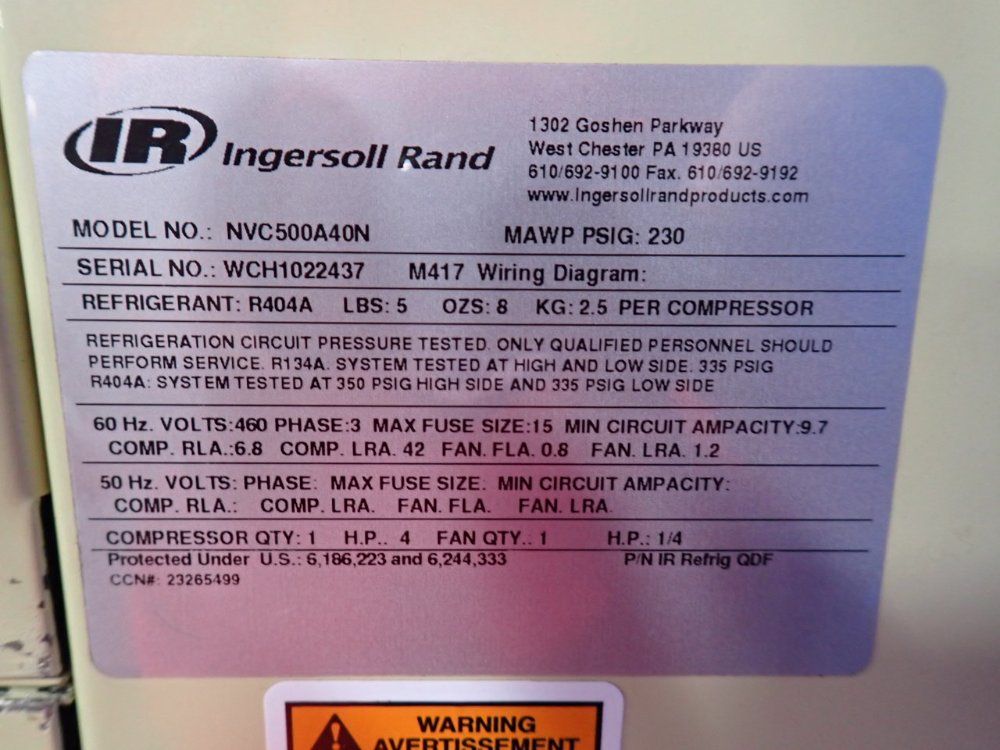 IR Ingersoll Rand
1302 Goshen Parkway
West Chester PA 19380 US
610/692-9100 Fax. 610/692-9192
www.Ingersollrandproducts.com
MODEL NO.: NVC500A40N MAWP PSIG: 230
SERIAL NO.: WCH1022437 M417 Wiring Diagram:
REFRIGERANT: R404A LBS: 5 OZS: 8 KG: 2.5 PER COMPRESSOR
REFRIGERATION CIRCUIT PRESSURE TESTED. ONLY QUALIFIED PERSONNEL SHOULD
PERFORM SERVICE. R134A: SYSTEM TESTED AT HIGH AND LOW SIDE: 335 PSIG
R404A: SYSTEM TESTED AT 350 PSIG HIGH SIDE AND 335 PSIG LOW SIDE
60 Hz. VOLTS:460 PHASE:3 MAX FUSE SIZE:15 MIN CIRCUIT AMPACITY:9.7
COMP. RLA.:6.8 COMP. LRA. 42 FAN. FLA. 0.8 FAN. LRA. 1.2
50 Hz. VOLTS: PHASE: MAX FUSE SIZE: MIN CIRCUIT AMPACITY:
COMP. RLA.: COMP. LRA. FAN. FLA. FAN. LRA.
COMPRESSOR QTY: 1 H.P.. 4 FAN QTY.. 1 H.P.: 1/4
Protected Under U.S.: 6,186,223 and 6,244,333 P/N IR Refrig QDF
CCN#: 23265499
WARNING
AVERTISSEMENT